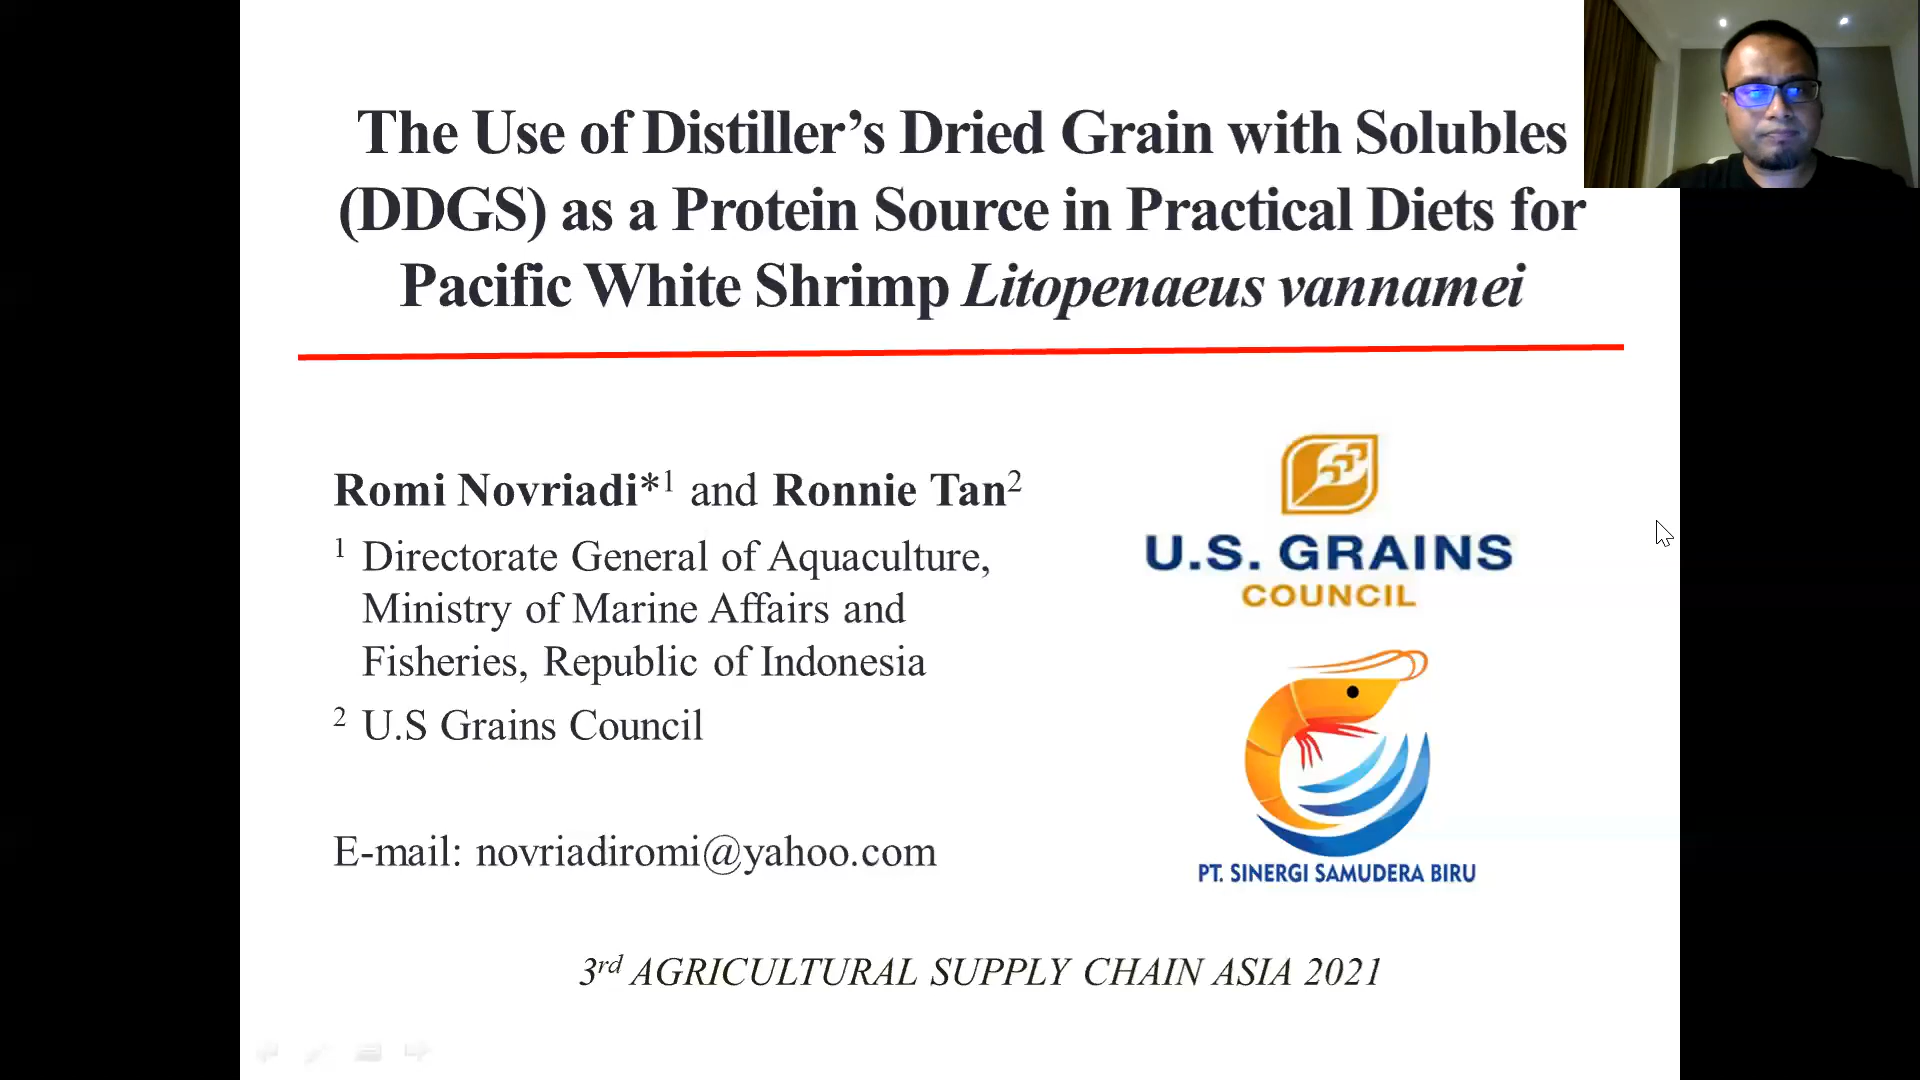 The Use of Distiller’s Dried Grain with Solubles
(DDGS) as a Protein Source in Practical Diets for
Pacific White Shrimp Litopenaeus vannamei
Romi Novriadi*1 and Ronnie Tan2
1 Directorate General of Aquaculture,
Ministry of Marine Affairs and
Fisheries, Republic of Indonesia
2 U.S Grains Council
E-mail: novriadiromi@yahoo.com
U.S. GRAINS
COUNCIL
PT. SINERGI SAMUDERA BIRU
3rd AGRICULTURAL SUPPLY CHAIN ASIA 2021